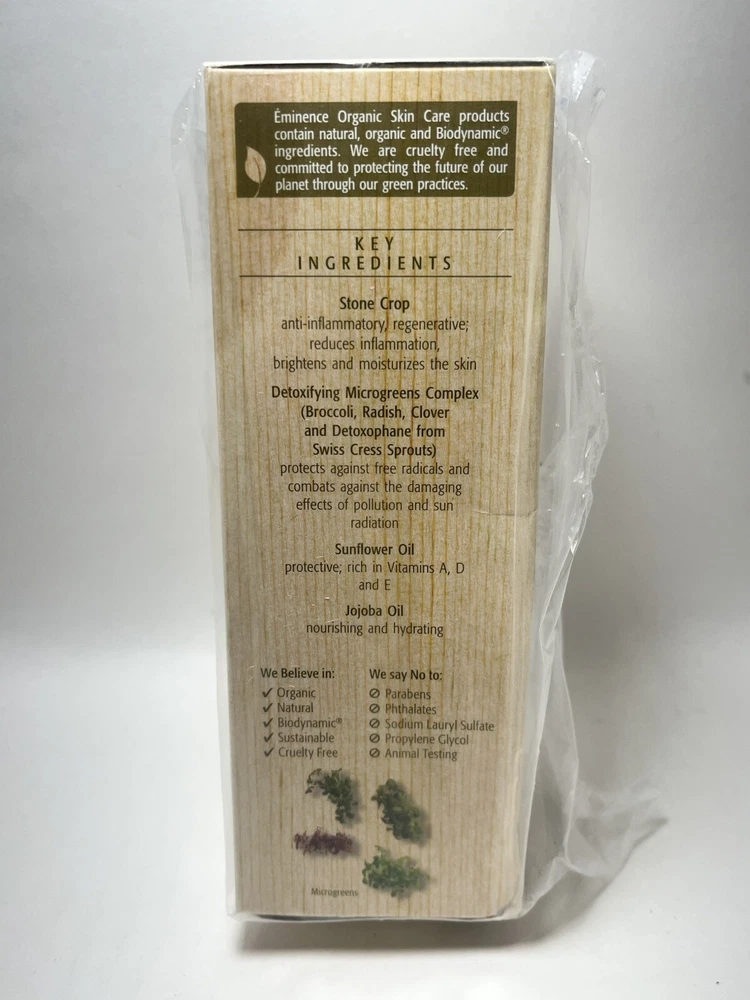 Éminence Organic Skin Care products
contain natural, organic and Biodynamic®
ingredients. We are cruelty free and
committed to protecting the future of our
planet through our green practices.
KEY
INGREDIENTS
Stone Crop
anti-inflammatory, regenerative;
reduces inflammation,
brightens and moisturizes the skin
Detoxifying Microgreens Complex
(Broccoli, Radish, Clover
and Detoxophane from
Swiss Cress Sprouts)
protects against free radicals and
combats against the damaging
effects of pollution and sun
radiation
Sunflower Oil
protective; rich in Vitamins A, D
and E
Jojoba Oil
nourishing and hydrating
We Believe in:
✓ Organic
✓ Natural
✓ Biodynamic®
✓ Sustainable
✓ Cruelty Free
We say No to:
⊘ Parabens
⊘ Phthalates
⊘ Sodium Lauryl Sulfate
⊘ Propylene Glycol
⊘ Animal Testing
Microgreens